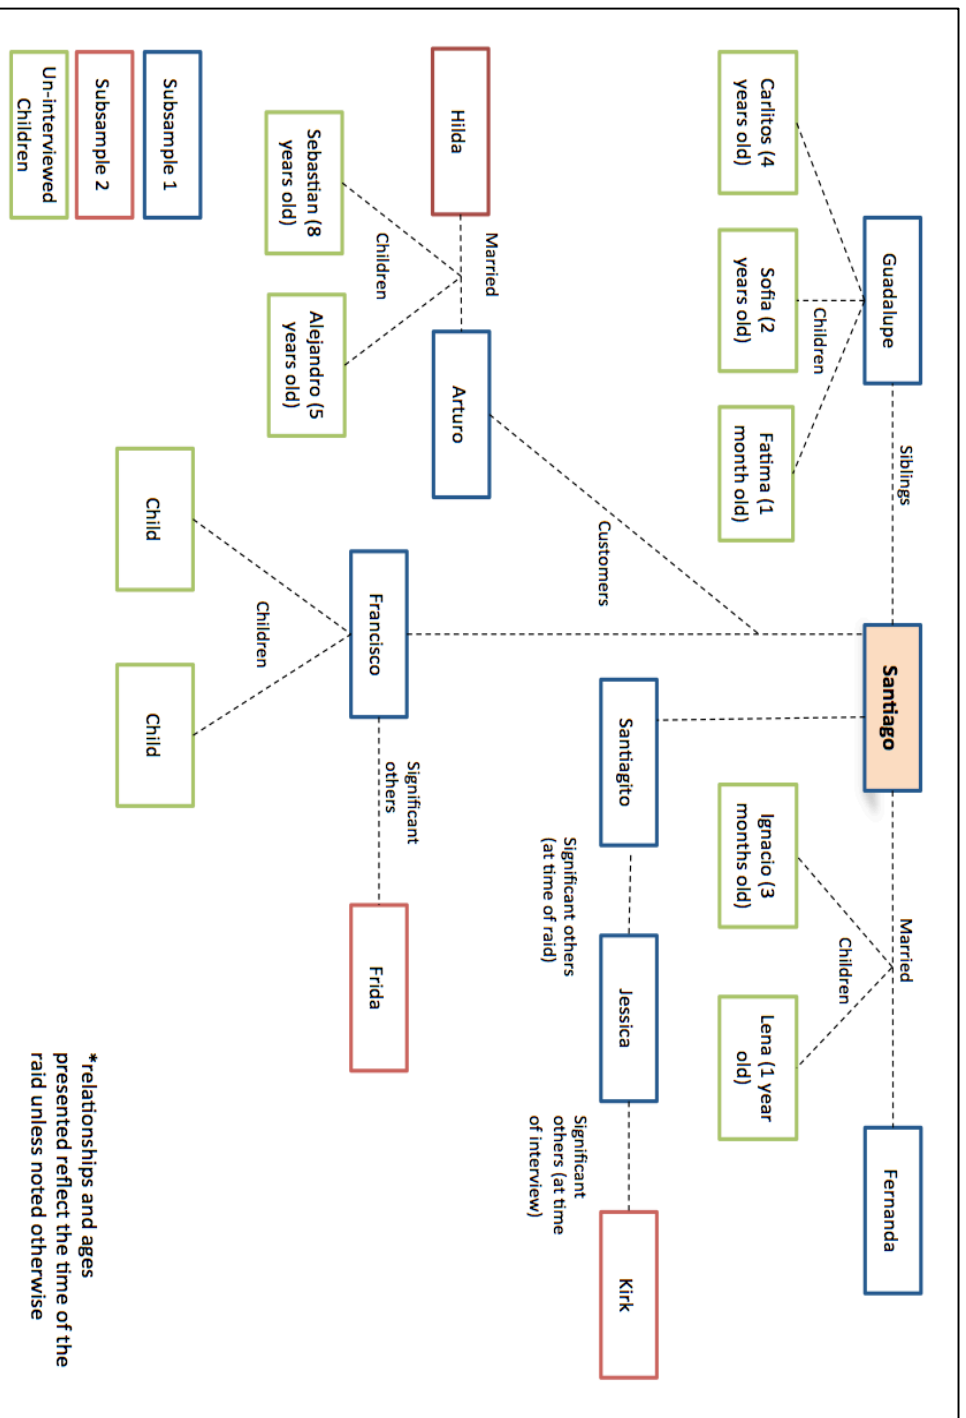 Guadalupe
Siblings
Santiago
Married
Fernanda
Carlitos (4
years old)
Sofia (2
years old)
Children
Fatima (1
month old)
Ignacio (3
months old)
Children
Lena (1 year
old)
Customers
Santiagito
Significant others
(at time of raid)
Jessica
Significant
others (at time
of interview)
Kirk
Hilda
Married
Arturo
Sebastian (8
years old)
Children
Alejandro (5
years old)
Francisco
Significant
others
Frida
Child
Children
Child
Subsample 1
Subsample 2
Un-interviewed
Children
*relationships and ages
presented reflect the time of the
raid unless noted otherwise